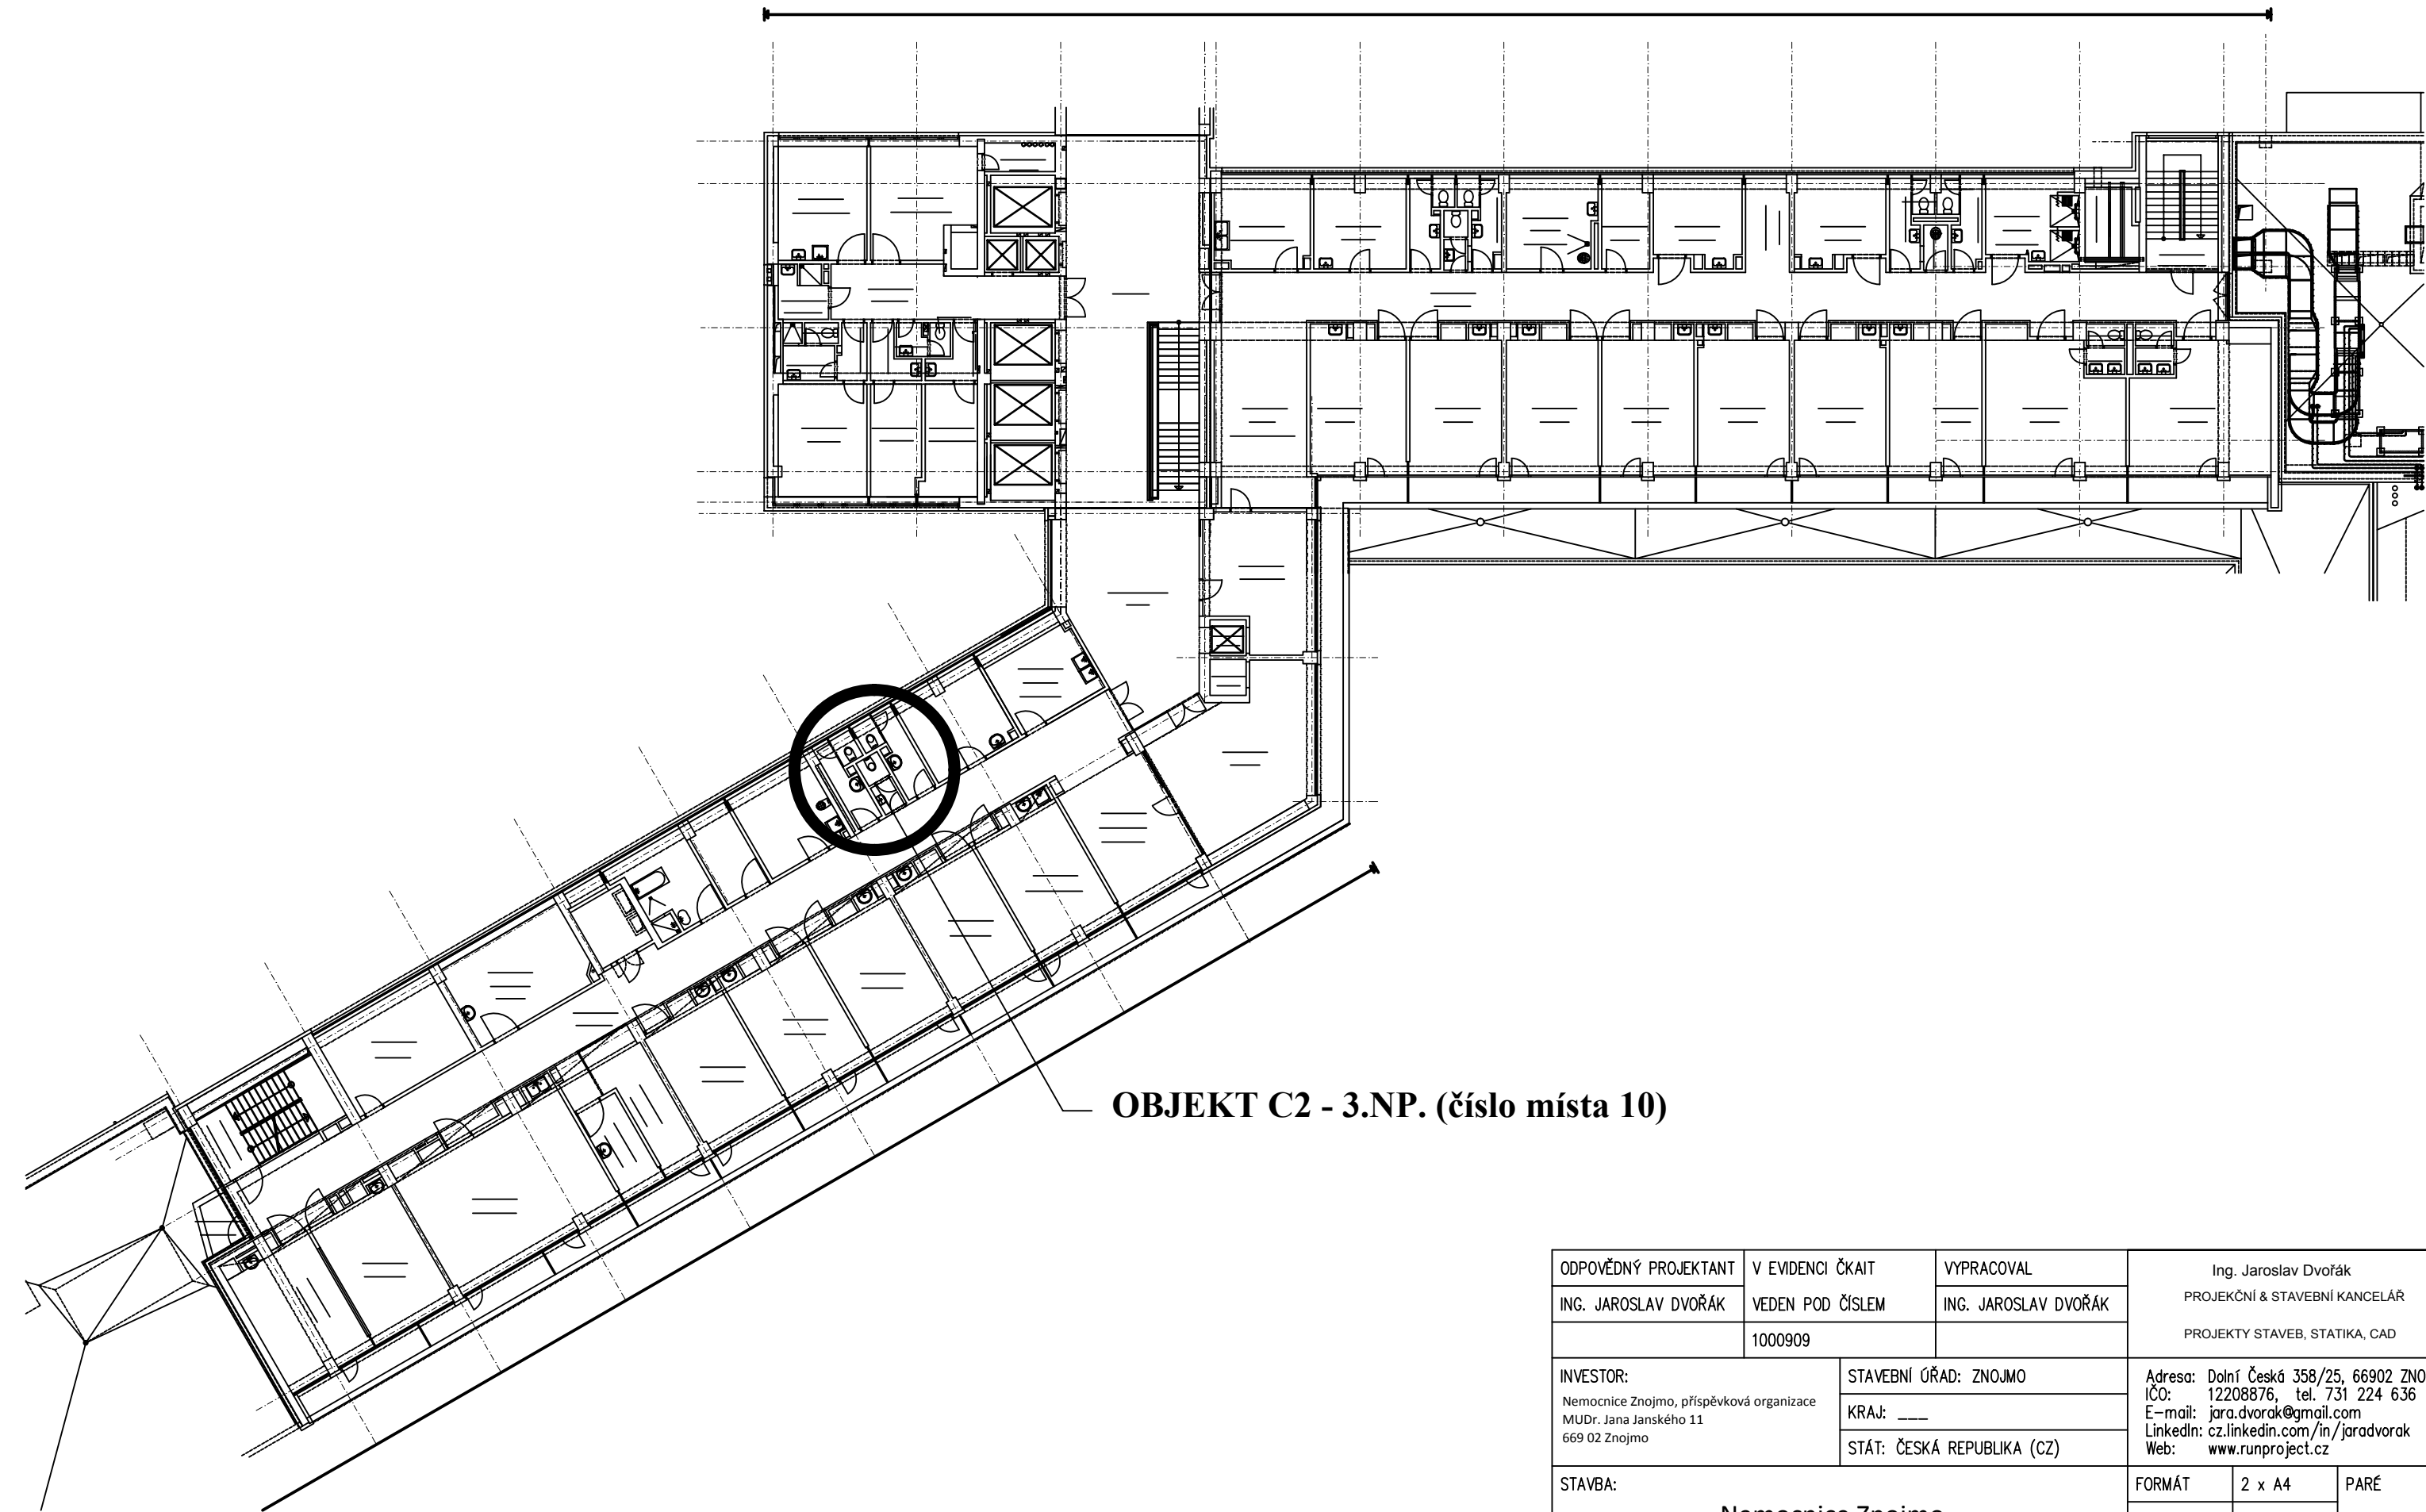 OBJEKT C2 - 3.NP. (číslo místa 10)
ODPOVĚDNÝ PROJEKTANT
V EVIDENCI ČKAIT
VYPRACOVAL
ING. JAROSLAV DVOŘÁK
VEDEN POD ČÍSLEM
ING. JAROSLAV DVOŘÁK
1000909
Ing. Jaroslav Dvořák
PROJEKČNÍ & STAVEBNÍ KANCELÁŘ
PROJEKTY STAVEB, STATIKA, CAD
INVESTOR:
Nemocnice Znojmo, příspěvková organizace
MUDr. Jana Janského 11
669 02 Znojmo
STAVEBNÍ ÚŘAD: ZNOJMO
KRAJ: ___
STÁT: ČESKÁ REPUBLIKA (CZ)
Adresa: Dolní Česká 358/25, 66902 ZNO
IČO: 12208876, tel. 731 224 636
E-mail: jara.dvorak@gmail.com
LinkedIn: cz.linkedin.com/in/jaradvorak
Web: www.runproject.cz
STAVBA:
Nemocnice Znojmo
FORMÁT
2 x A4
PARÉ